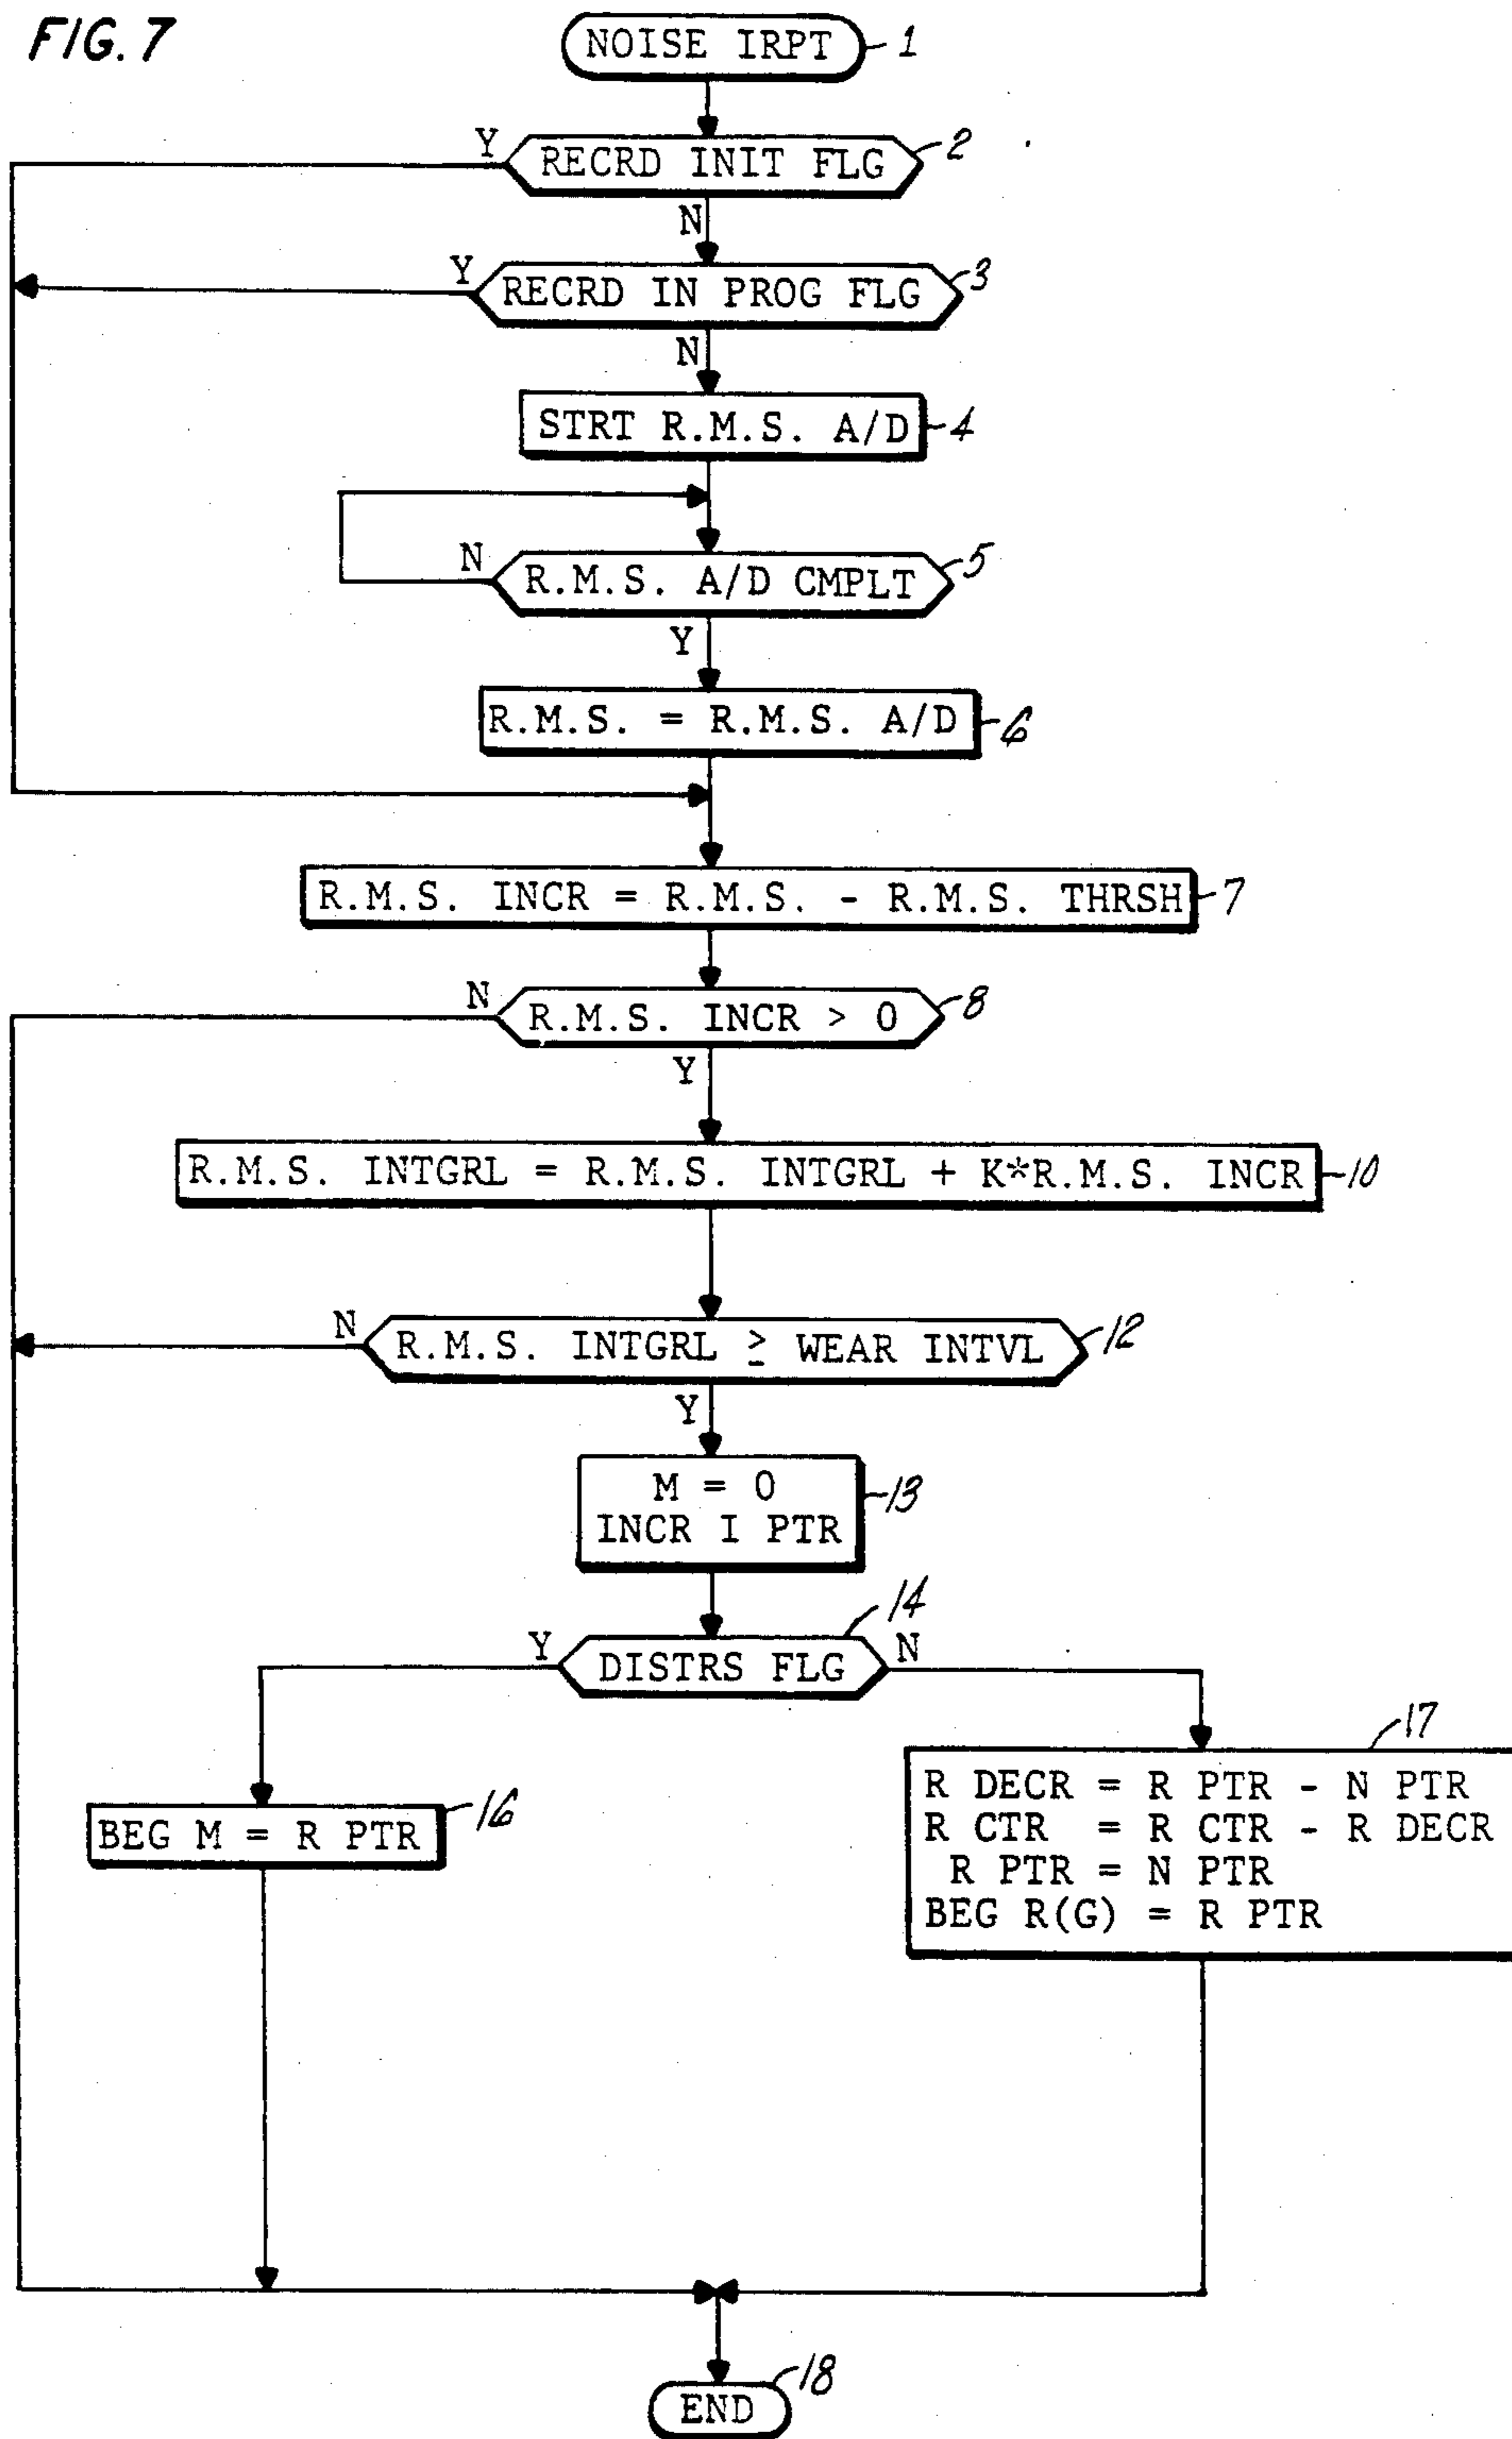 FIG. 7
NOISE IRPT 1
Y RECRD INIT FLG 2
N
Y RECRD IN PROG FLG 3
N
STRT R.M.S. A/D 4
N R.M.S. A/D CMPLT 5
Y
R.M.S. = R.M.S. A/D 6
R.M.S. INCR = R.M.S. - R.M.S. THRSH 7
N R.M.S. INCR > 0 8
Y
R.M.S. INTGRL = R.M.S. INTGRL + K*R.M.S. INCR 10
N R.M.S. INTGRL ≥ WEAR INTVL 12
Y
M = 0 13
INCR I PTR
14
Y DISTRS FLG N
17
R DECR = R PTR - N PTR
R CTR = R CTR - R DECR
R PTR = N PTR
BEG R(G) = R PTR
BEG M = R PTR 16
END 18